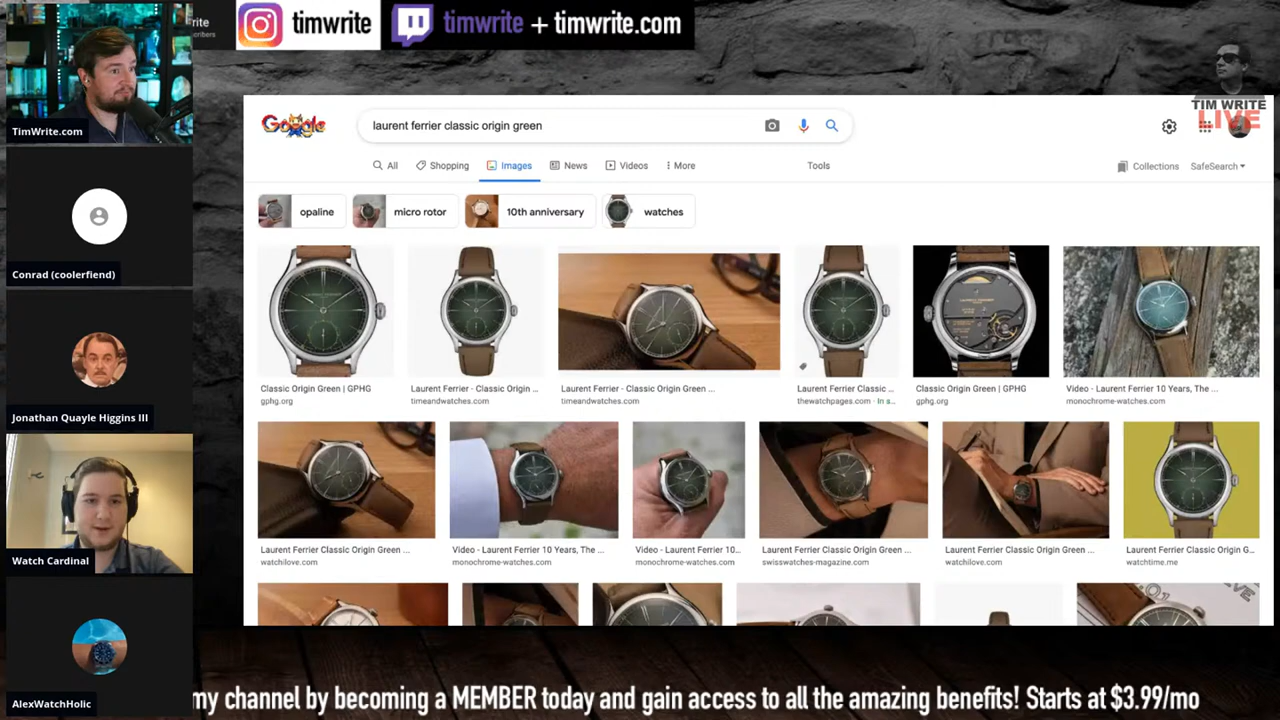 rite
scribers
timwrite
timwrite + timwrite.com
TIM WRITE
LIVE
TimWrite.com
Conrad (coolerfiend)
Jonathan Quayle Higgins III
Watch Cardinal
AlexWatchHolic
Google
laurent ferrier classic origin green
All
Shopping
Images
News
Videos
More
Tools
Collections
SafeSearch
opaline
micro rotor
10th anniversary
watches
Classic Origin Green | GPHG
gphg.org
Laurent Ferrier - Classic Origin ...
timeandwatches.com
Laurent Ferrier - Classic Origin Green ...
timeandwatches.com
Laurent Ferrier Classic ...
thewatchpages.com · In s...
Classic Origin Green | GPHG
gphg.org
Video - Laurent Ferrier 10 Years, The ...
monochrome-watches.com
Laurent Ferrier Classic Origin Green ...
watchilove.com
Video - Laurent Ferrier 10 Years, The ...
monochrome-watches.com
Video - Laurent Ferrier 10...
monochrome-watches.com
Laurent Ferrier Classic Origin Green ...
swisswatches-magazine.com
Laurent Ferrier Classic Origin Green ...
watchilove.com
Laurent Ferrier Classic Origin G...
watchtime.me
my channel by becoming a MEMBER today and gain access to all the amazing benefits! Starts at $3.99/mo